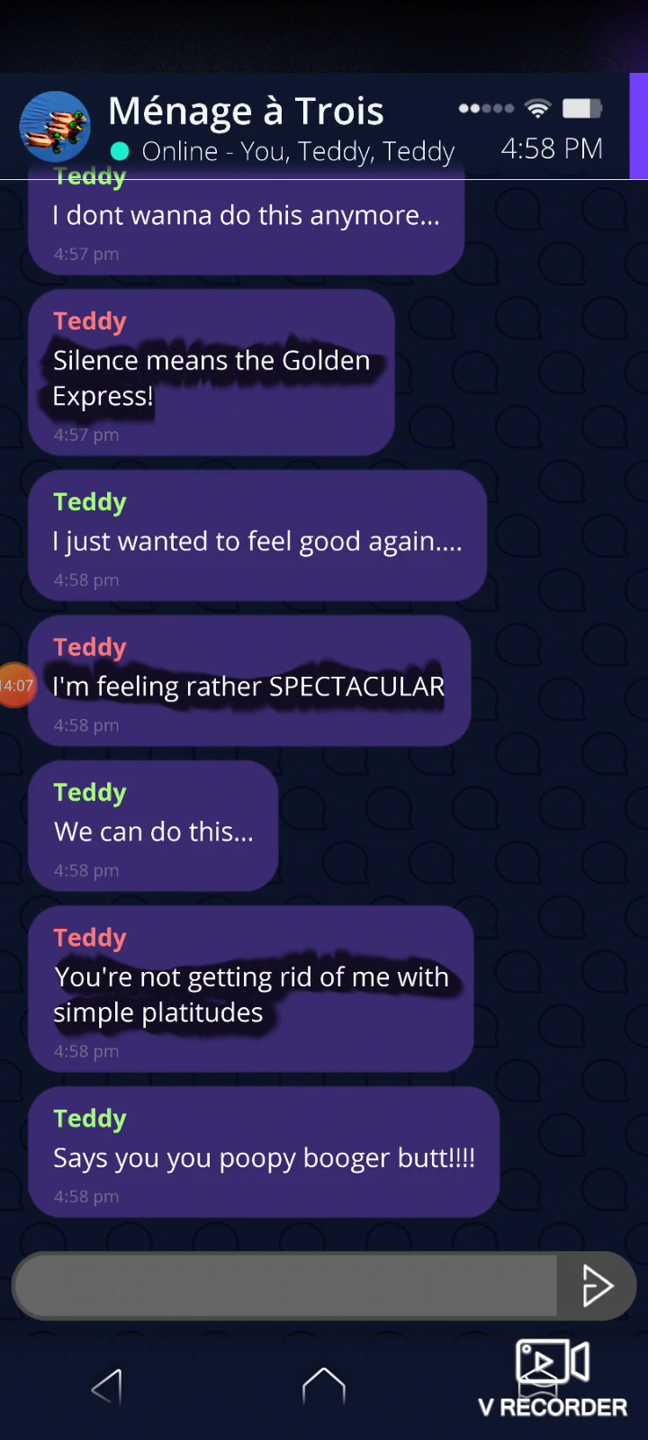 Ménage à Trois
Online - You, Teddy, Teddy
4:58 PM
Teddy
I dont wanna do this anymore...
4:57 pm
Teddy
Silence means the Golden
Express!
4:57 pm
Teddy
I just wanted to feel good again....
4:58 pm
Teddy
14:07
I'm feeling rather SPECTACULAR
4:58 pm
Teddy
We can do this...
4:58 pm
Teddy
You're not getting rid of me with
simple platitudes
4:58 pm
Teddy
Says you you poopy booger butt!!!!
4:58 pm
V RECORDER